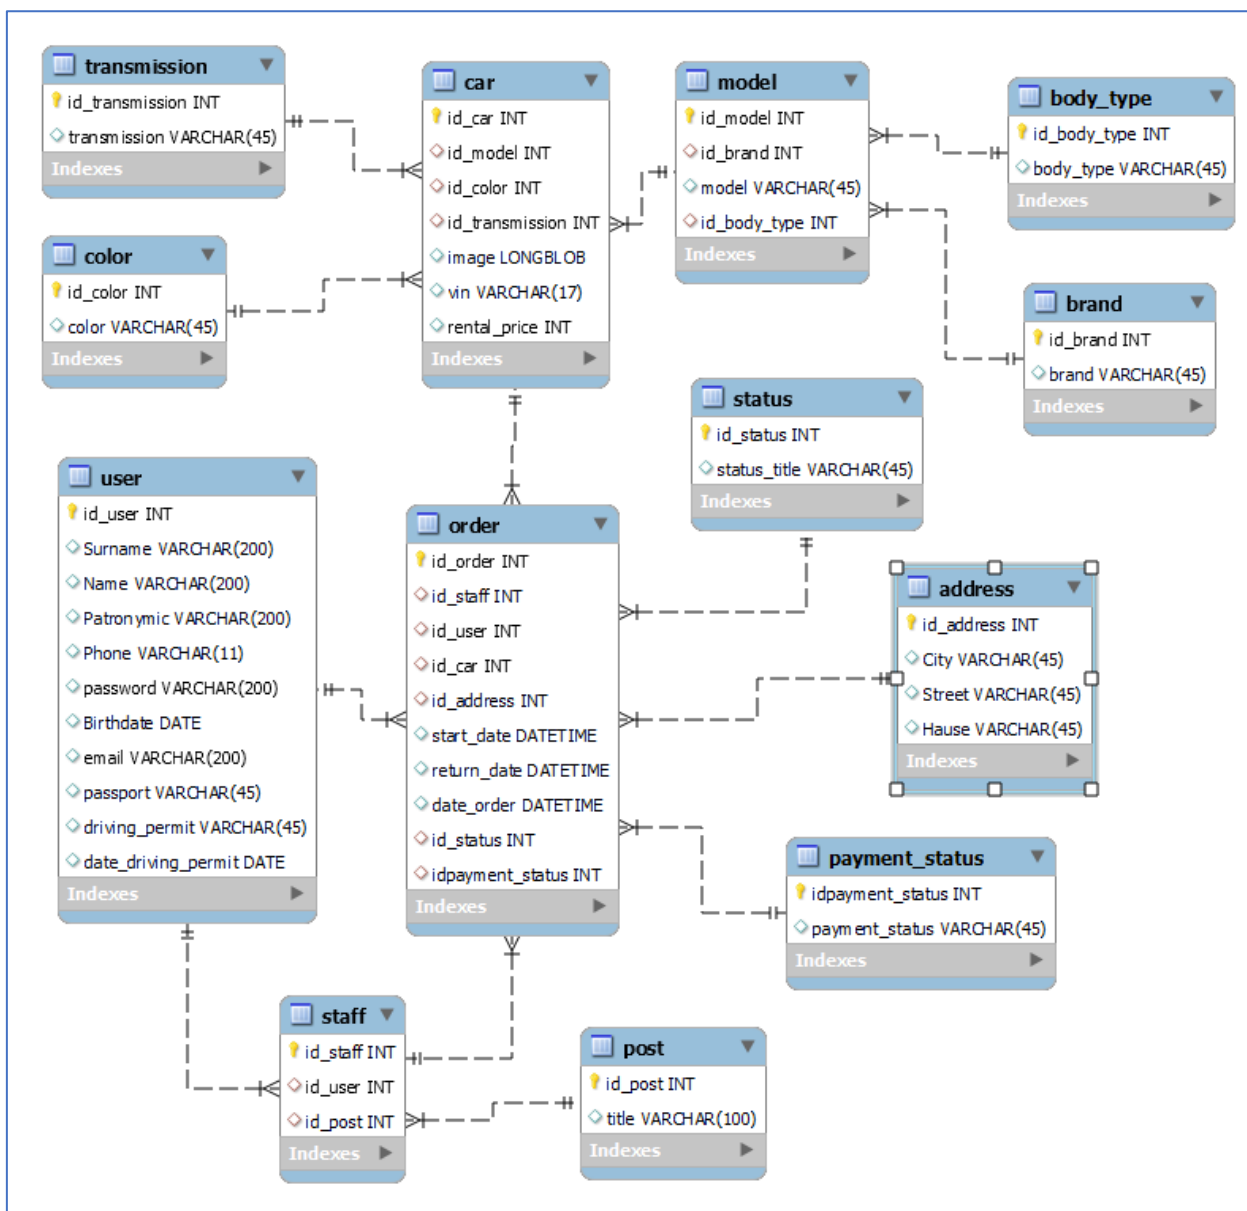 transmission
id_transmission INT
transmission VARCHAR(45)
Indexes
car
id_car INT
id_model INT
id_color INT
id_transmission INT
image LONGBLOB
vin VARCHAR(17)
rental_price INT
Indexes
model
id_model INT
id_brand INT
model VARCHAR(45)
id_body_type INT
Indexes
body_type
id_body_type INT
body_type VARCHAR(45)
Indexes
color
id_color INT
color VARCHAR(45)
Indexes
brand
id_brand INT
brand VARCHAR(45)
Indexes
status
id_status INT
status_title VARCHAR(45)
Indexes
user
id_user INT
Surname VARCHAR(200)
Name VARCHAR(200)
Patronymic VARCHAR(200)
Phone VARCHAR(11)
password VARCHAR(200)
Birthdate DATE
email VARCHAR(200)
passport VARCHAR(45)
driving_permit VARCHAR(45)
date_driving_permit DATE
Indexes
order
id_order INT
id_staff INT
id_user INT
id_car INT
id_address INT
start_date DATETIME
return_date DATETIME
date_order DATETIME
id_status INT
idpayment_status INT
Indexes
address
id_address INT
City VARCHAR(45)
Street VARCHAR(45)
Hause VARCHAR(45)
Indexes
payment_status
idpayment_status INT
payment_status VARCHAR(45)
Indexes
staff
id_staff INT
id_user INT
id_post INT
Indexes
post
id_post INT
title VARCHAR(100)
Indexes